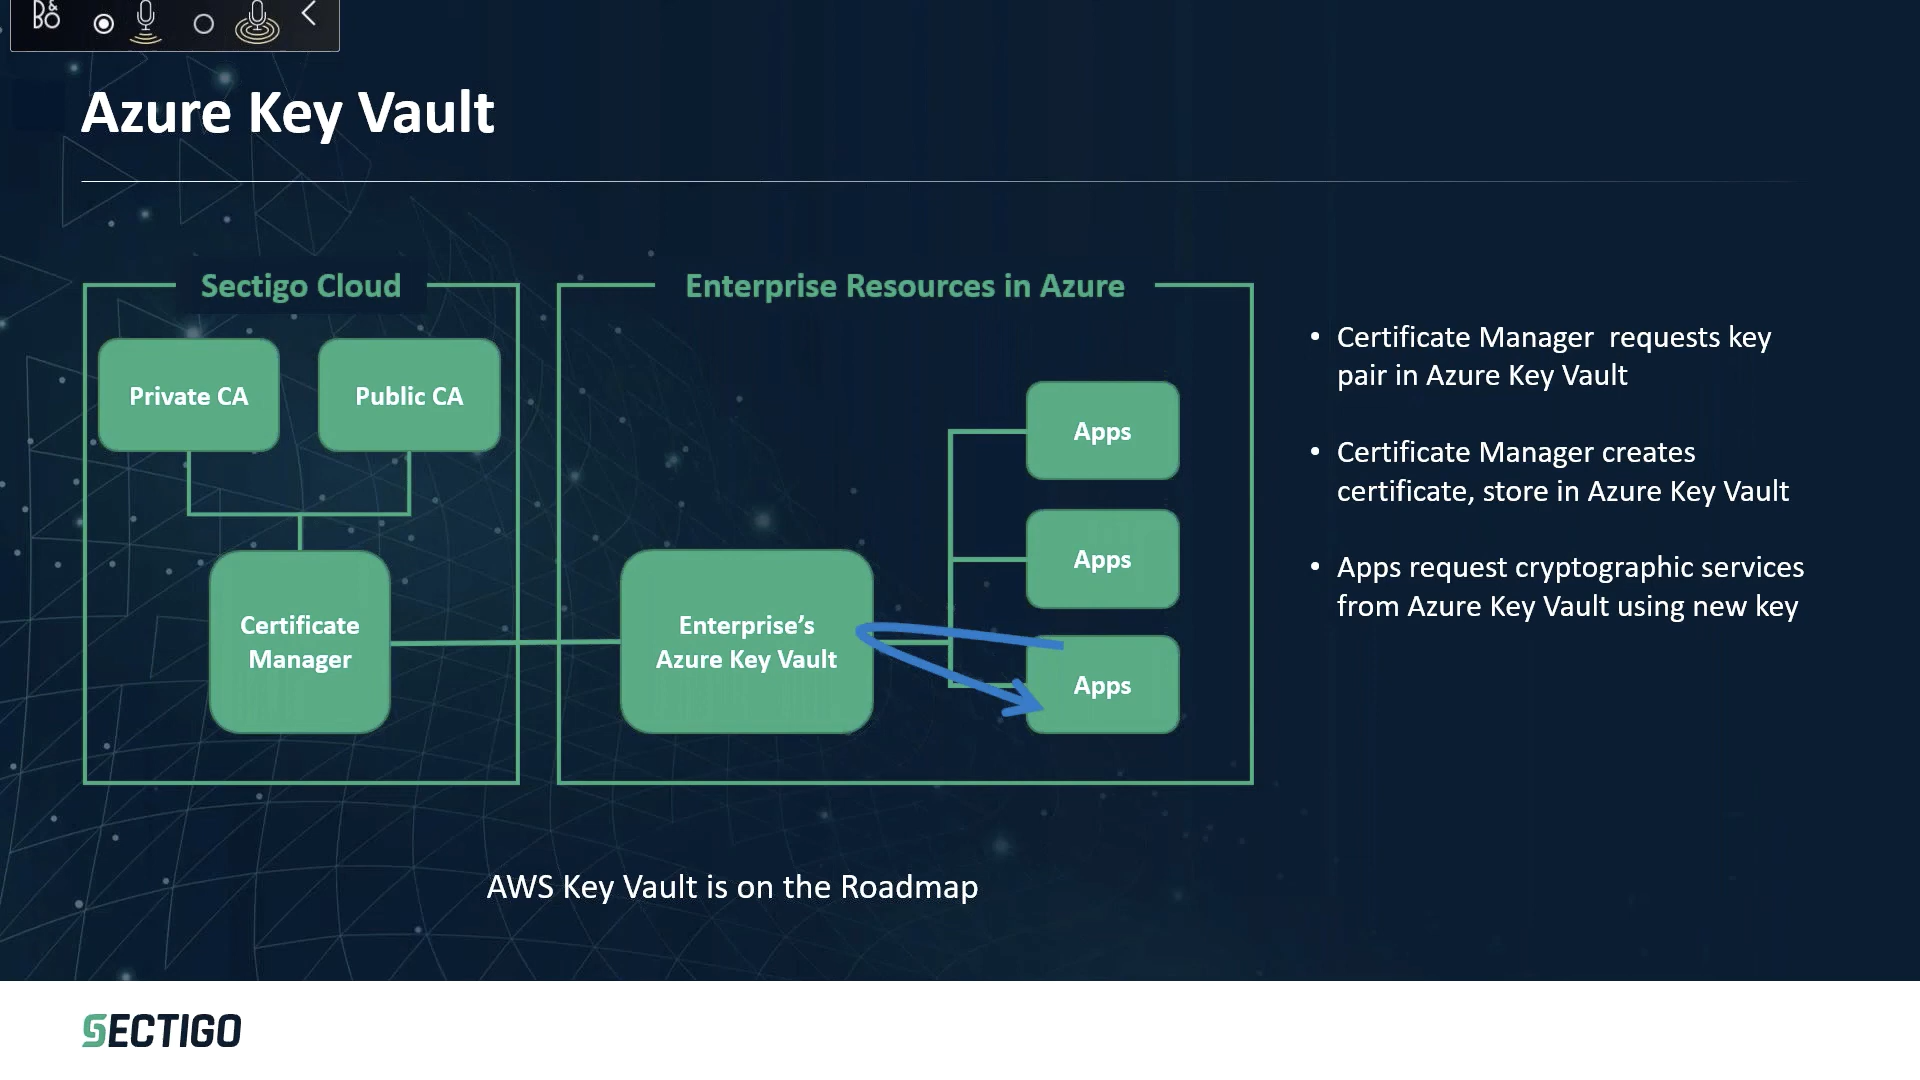 B&O
Azure Key Vault
Sectigo Cloud
Enterprise Resources in Azure
Private CA
Public CA
Certificate
Manager
Enterprise’s
Azure Key Vault
Apps
Apps
Apps
• Certificate Manager  requests key
pair in Azure Key Vault
• Certificate Manager creates
certificate, store in Azure Key Vault
• Apps request cryptographic services
from Azure Key Vault using new key
AWS Key Vault is on the Roadmap
SECTIGO